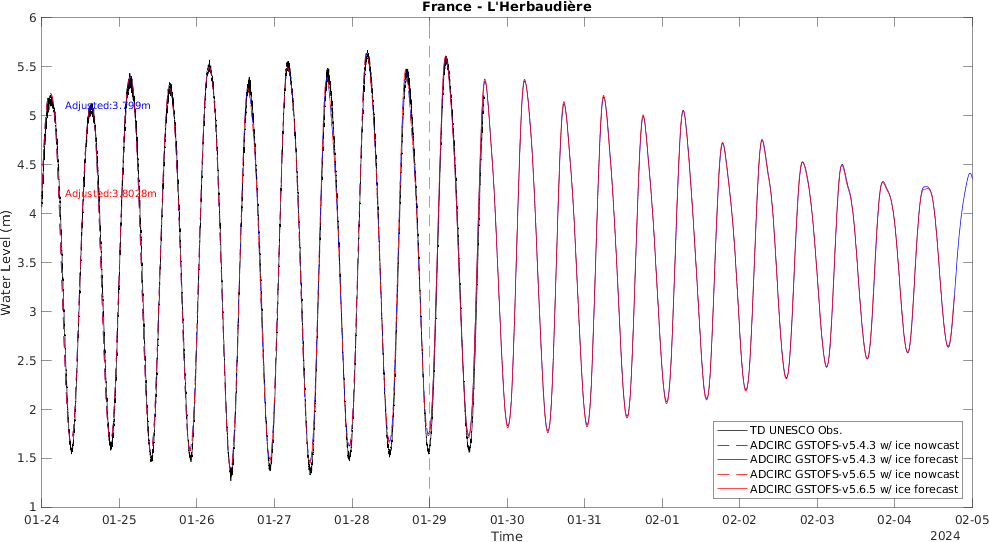 France - L'Herbaudière
6
5.5
5
4.5
4
3.5
3
2.5
2
1.5
1
Water Level (m)
Adjusted:3.799m
Adjusted:3.8028m
TD UNESCO Obs.
ADCIRC GSTOFS-v5.4.3 w/ ice nowcast
ADCIRC GSTOFS-v5.4.3 w/ ice forecast
ADCIRC GSTOFS-v5.6.5 w/ ice nowcast
ADCIRC GSTOFS-v5.6.5 w/ ice forecast
01-24 01-25 01-26 01-27 01-28 01-29 01-30 01-31 02-01 02-02 02-03 02-04 02-05
Time
2024